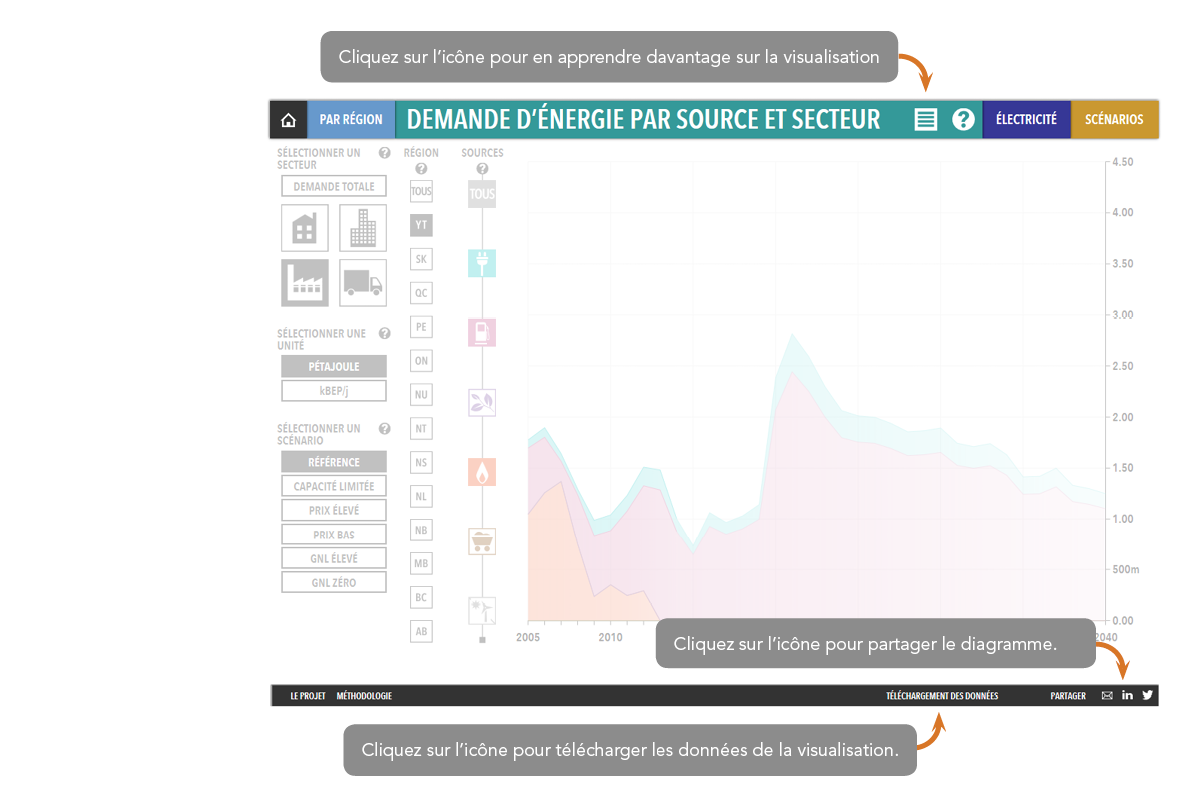 Cliquez sur l'icône pour en apprendre davantage sur la visualisation
PAR RÉGION
DEMANDE D'ÉNERGIE PAR SOURCE ET SECTEUR
?
ÉLECTRICITÉ
SCÉNARIOS
SÉLECTIONNER UN
SECTEUR
?
DEMANDE TOTALE
SÉLECTIONNER UNE
UNITÉ
?
PÉTAJOULE
kBEP/j
SÉLECTIONNER UN
SCÉNARIO
?
RÉFÉRENCE
CAPACITÉ LIMITÉE
PRIX ÉLEVÉ
PRIX BAS
GNL ÉLEVÉ
GNL ZÉRO
RÉGION
?
TOUS
YT
SK
QC
PE
ON
NU
NT
NS
NL
NB
MB
BC
AB
SOURCES
?
TOUS
4.50
4.00
3.50
3.00
2.50
2.00
1.50
1.00
500m
0.00
2005
2010
2040
Cliquez sur l'icône pour partager le diagramme.
LE PROJET
MÉTHODOLOGIE
TÉLÉCHARGEMENT DES DONNÉES
PARTAGER
in
Cliquez sur l'icône pour télécharger les données de la visualisation.